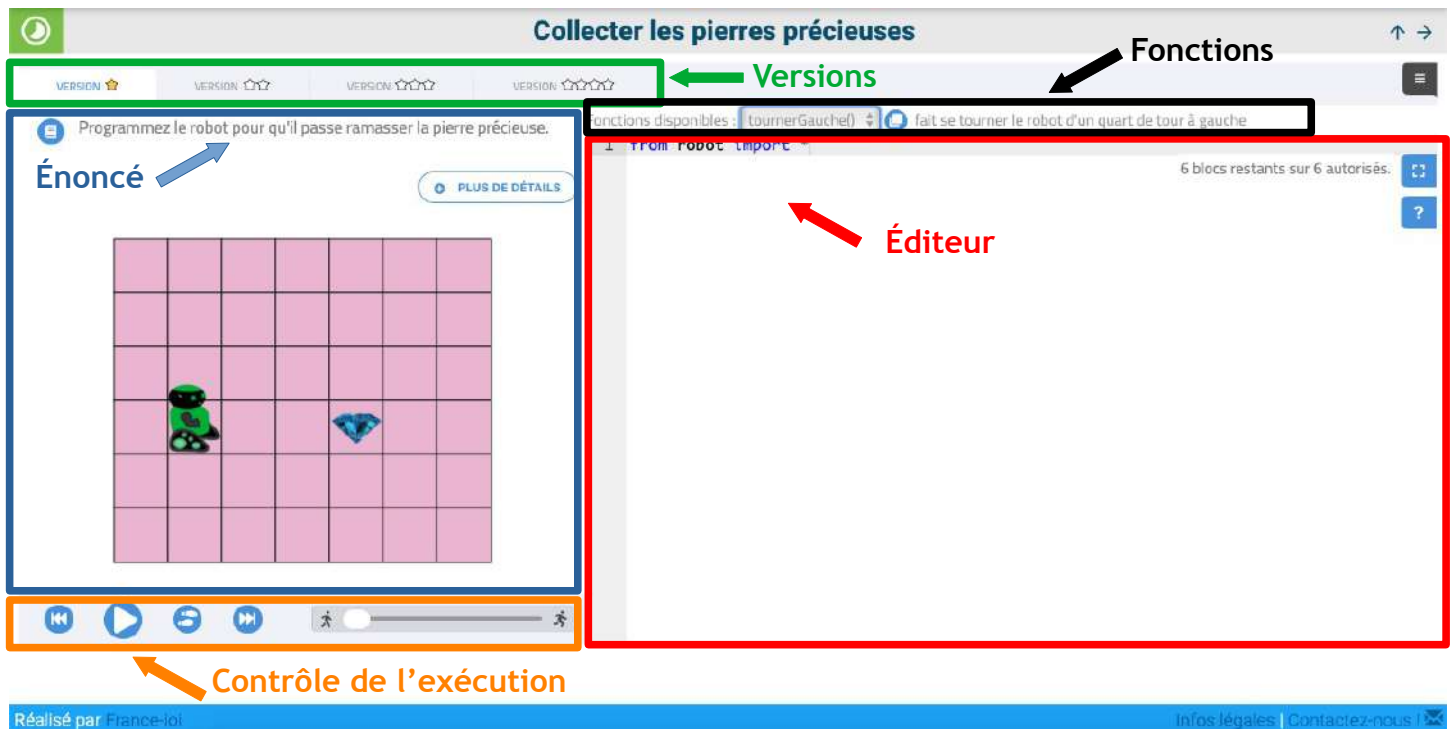 Collecter les pierres précieuses
Fonctions
Versions
VERSION
VERSION
VERSION
VERSION
Programmez le robot pour qu'il passe ramasser la pierre précieuse.
Fonctions disponibles : tournerGauche() fait se tourner le robot d'un quart de tour à gauche
1 from robot import *
Énoncé
6 blocs restants sur 6 autorisés.
PLUS DE DÉTAILS
?
Éditeur
Contrôle de l'exécution
Réalisé par France-ioi
Infos légales | Contactez-nous !